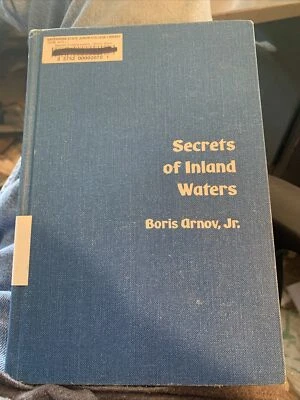 Secrets
of Inland
Waters
Boris Arnov, Jr.